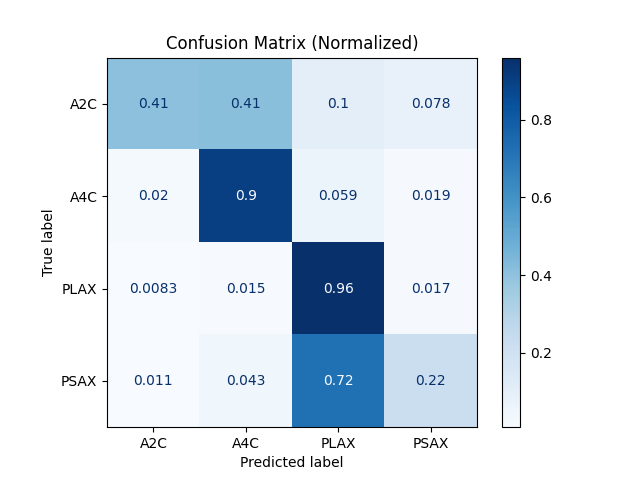 Confusion Matrix (Normalized)
A2C 0.41 0.41 0.1 0.078
A4C 0.02 0.9 0.059 0.019
PLAX 0.0083 0.015 0.96 0.017
PSAX 0.011 0.043 0.72 0.22
A2C A4C PLAX PSAX
Predicted label
True label
0.8
0.6
0.4
0.2